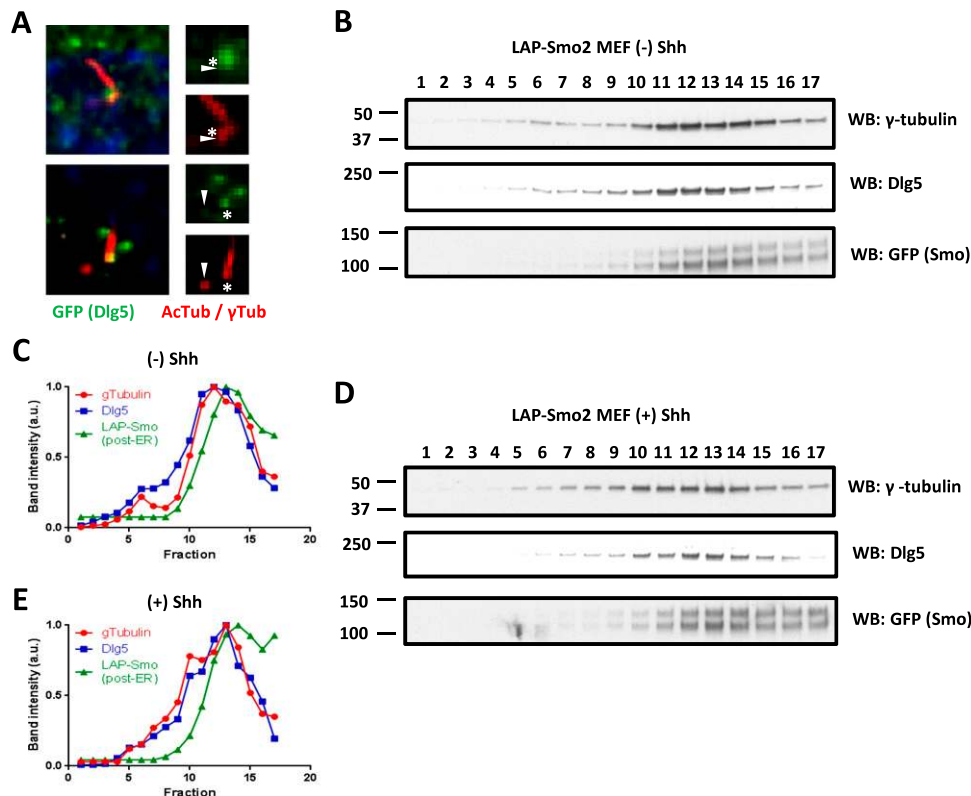 A
*
*
*
*
GFP (Dlg5) AcTub / γTub
B
LAP-Smo2 MEF (-) Shh
1 2 3 4 5 6 7 8 9 10 11 12 13 14 15 16 17
50
37
WB: γ-tubulin
250
WB: Dlg5
150
100
WB: GFP (Smo)
C
(-) Shh
Band intensity (a.u.)
1.0
0.5
0.0
gTubulin
Dlg5
LAP-Smo
(post-ER)
0 5 10 15 20
Fraction
D
LAP-Smo2 MEF (+) Shh
1 2 3 4 5 6 7 8 9 10 11 12 13 14 15 16 17
50
37
WB: γ -tubulin
250
WB: Dlg5
150
100
WB: GFP (Smo)
E
(+) Shh
Band intensity (a.u.)
1.0
0.5
0.0
gTubulin
Dlg5
LAP-Smo
(post-ER)
0 5 10 15 20
Fraction